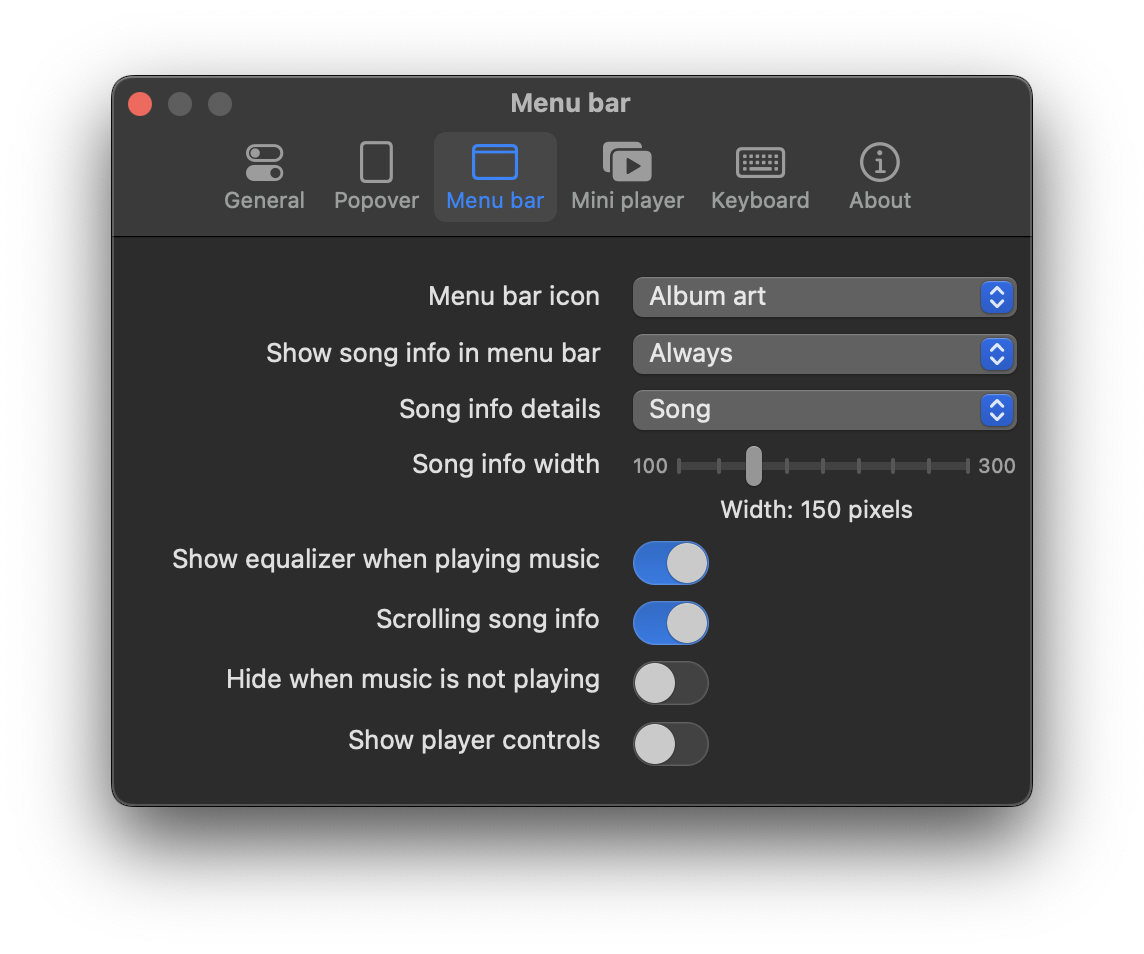 Menu bar
General Popover Menu bar Mini player Keyboard About
Menu bar icon Album art
Show song info in menu bar Always
Song info details Song
Song info width 100 300
Width: 150 pixels
Show equalizer when playing music
Scrolling song info
Hide when music is not playing
Show player controls